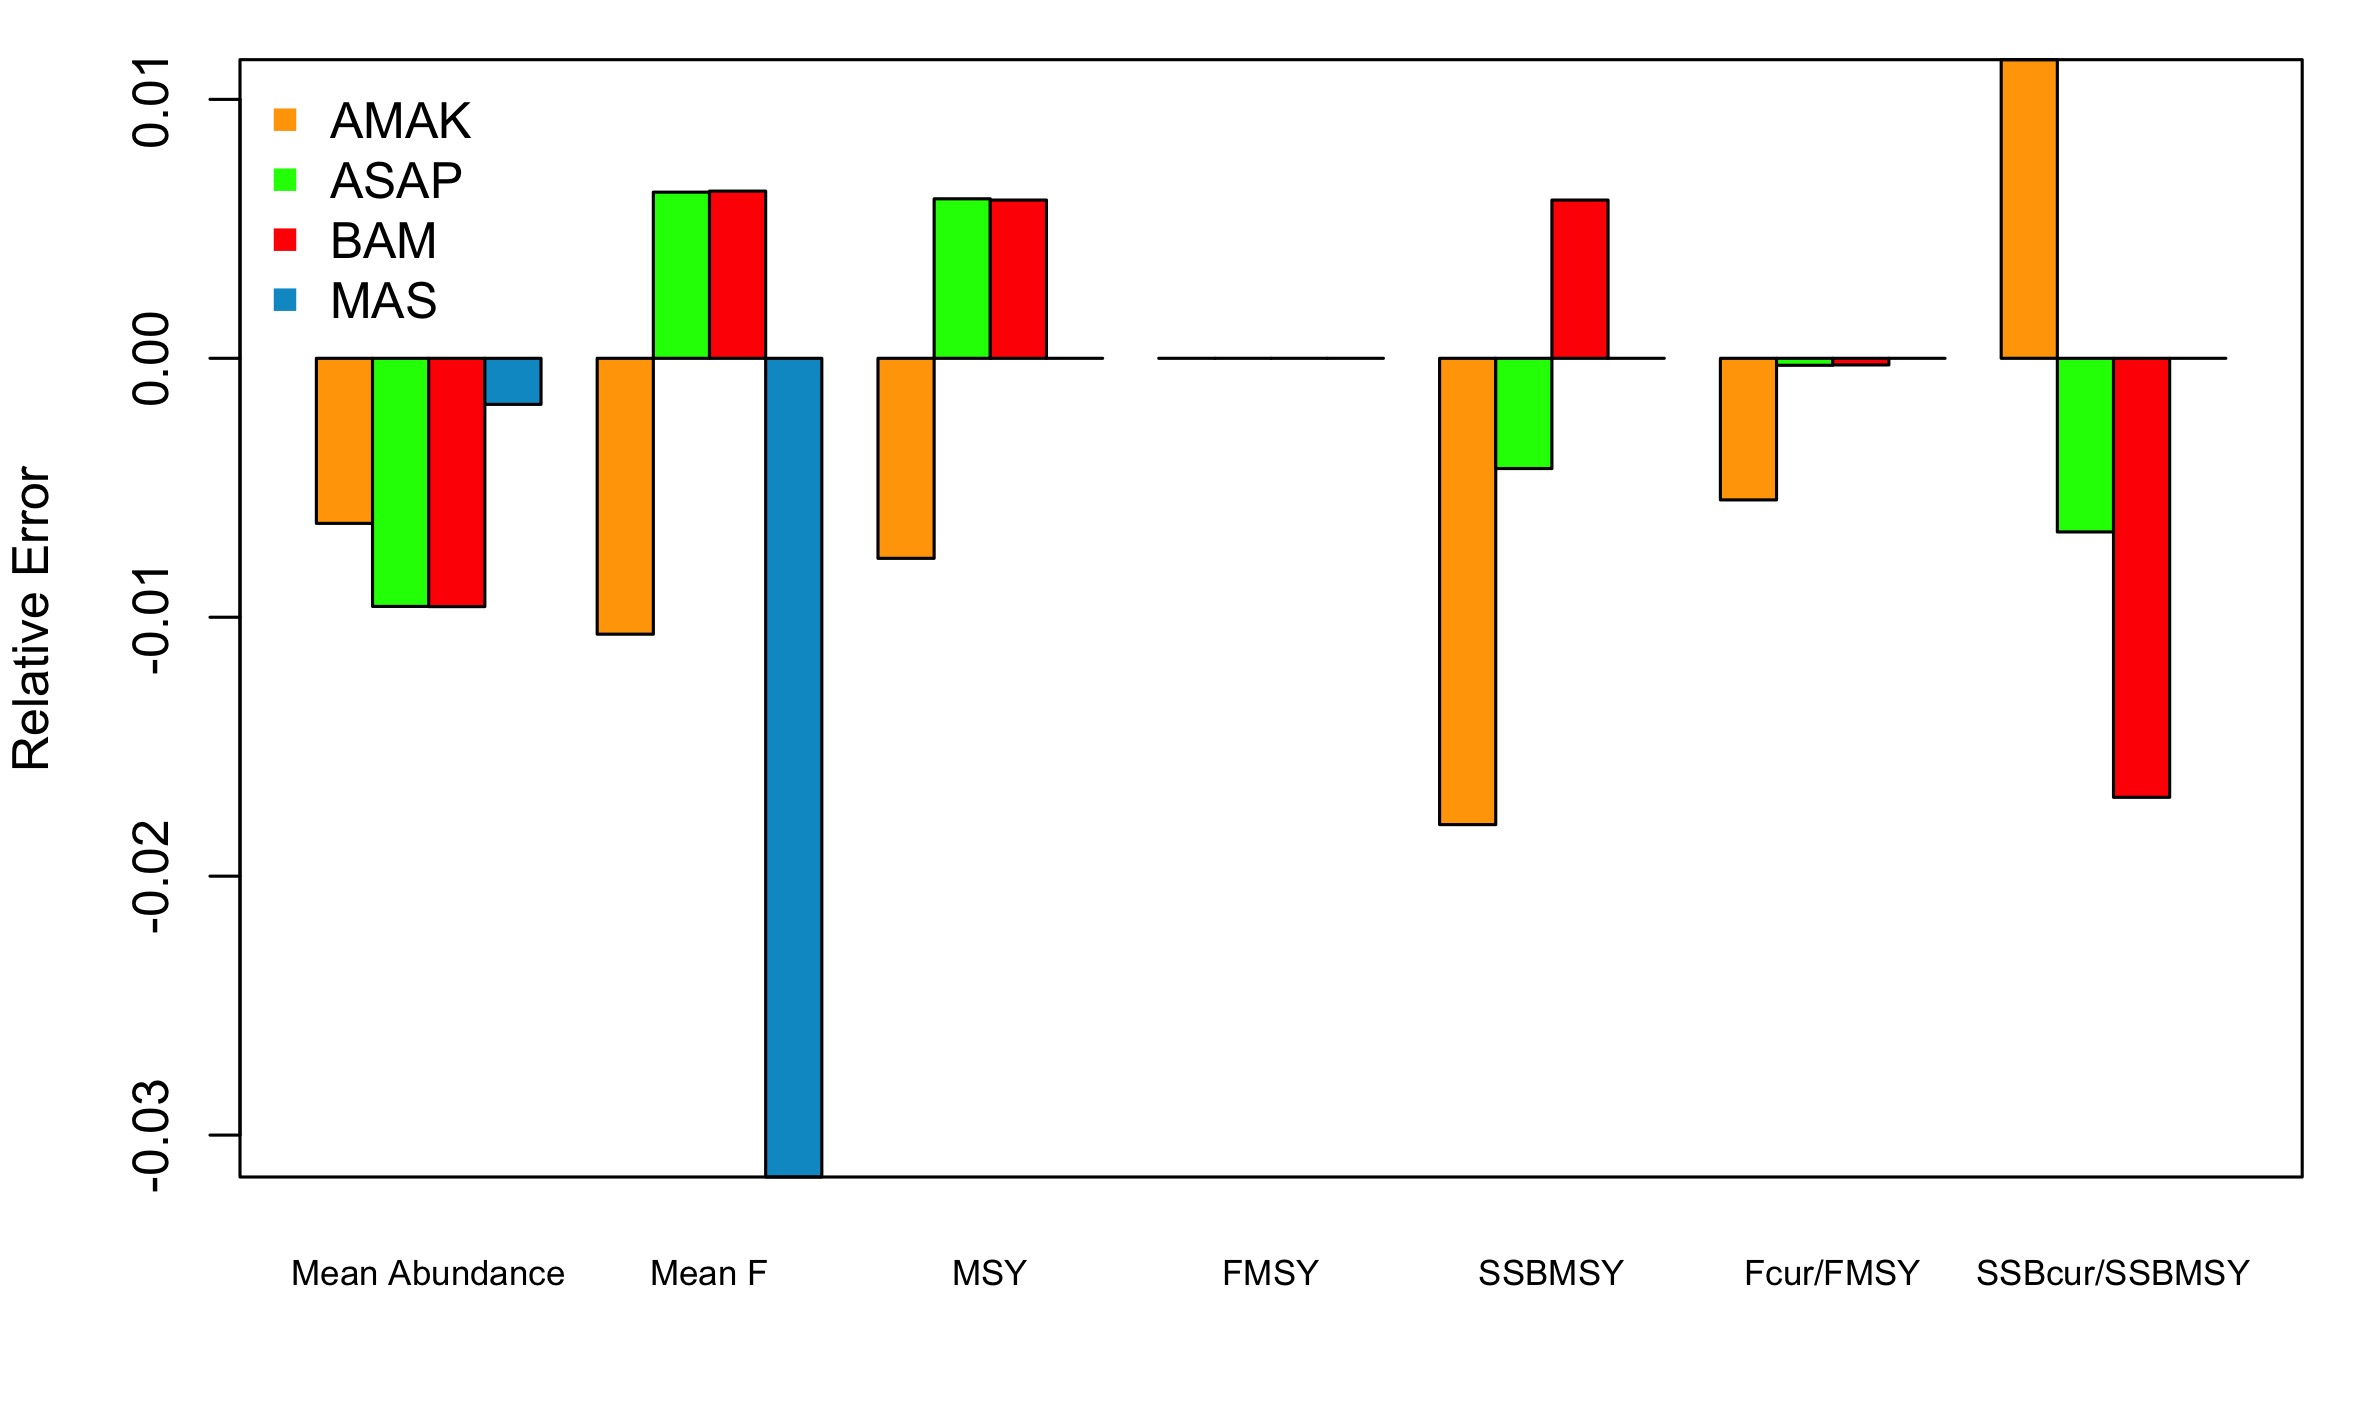 AMAK
ASAP
BAM
MAS
Relative Error
0.01
0.00
-0.01
-0.02
-0.03
Mean Abundance Mean F MSY FMSY SSBMSY Fcur/FMSY SSBcur/SSBMSY